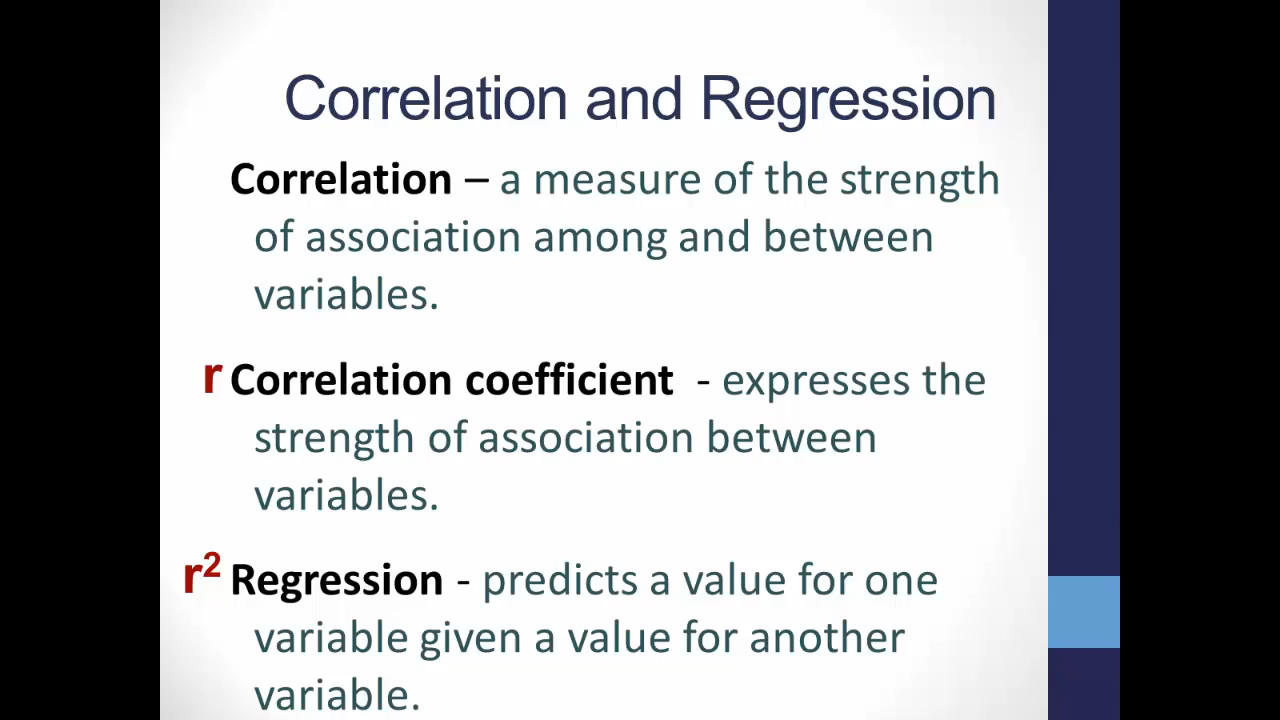 Correlation and Regression
Correlation – a measure of the strength
of association among and between
variables.
r Correlation coefficient - expresses the
strength of association between
variables.
r² Regression - predicts a value for one
variable given a value for another
variable.